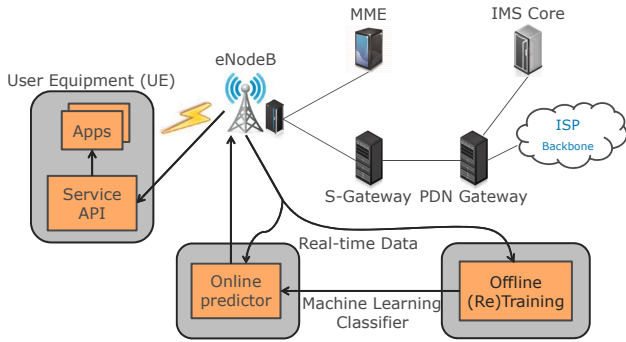 MME
IMS Core
eNodeB
User Equipment (UE)
Apps
ISP
Backbone
Service
API
S-Gateway
PDN Gateway
Real-time Data
Online
predictor
Machine Learning
Classifier
Offline
(Re)Training